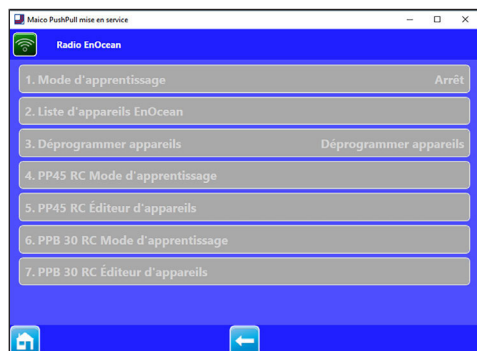 Maico PushPull mise en service
Radio EnOcean
1. Mode d'apprentissage Arrêt
2. Liste d'appareils EnOcean
3. Déprogrammer appareils Déprogrammer appareils
4. PP45 RC Mode d'apprentissage
5. PP45 RC Éditeur d'appareils
6. PPB 30 RC Mode d'apprentissage
7. PPB 30 RC Éditeur d'appareils